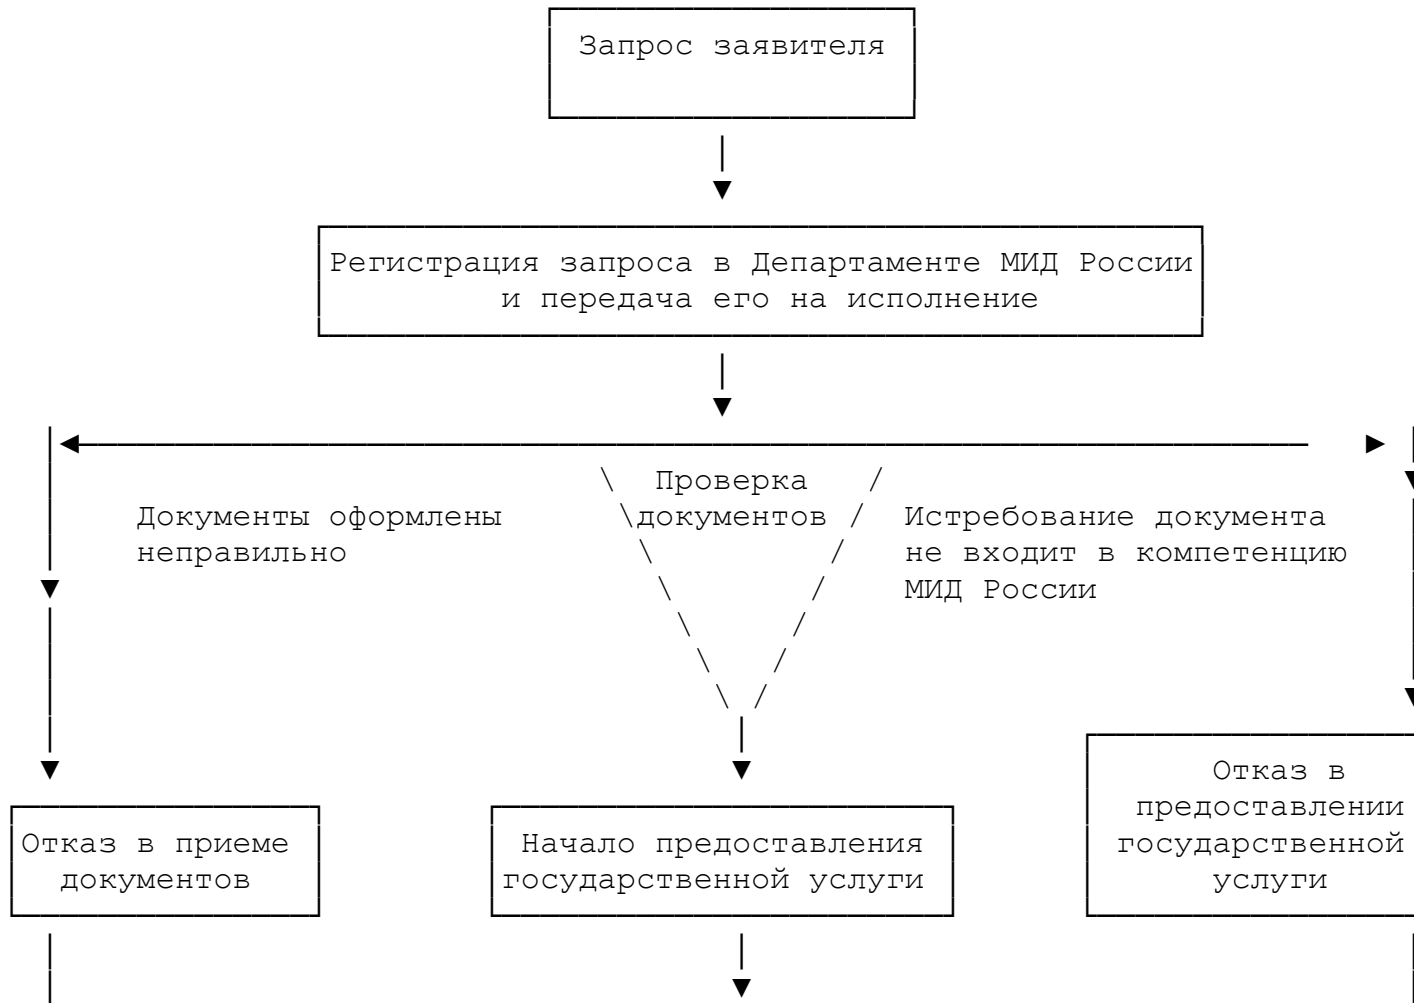 Запрос заявителя
Регистрация запроса в Департаменте МИД России
и передача его на исполнение
Проверка
документов
Документы оформлены
неправильно
Истребование документа
не входит в компетенцию
МИД России
Отказ в приеме
документов
Начало предоставления
государственной услуги
Отказ в
предоставлении
государственной
услуги